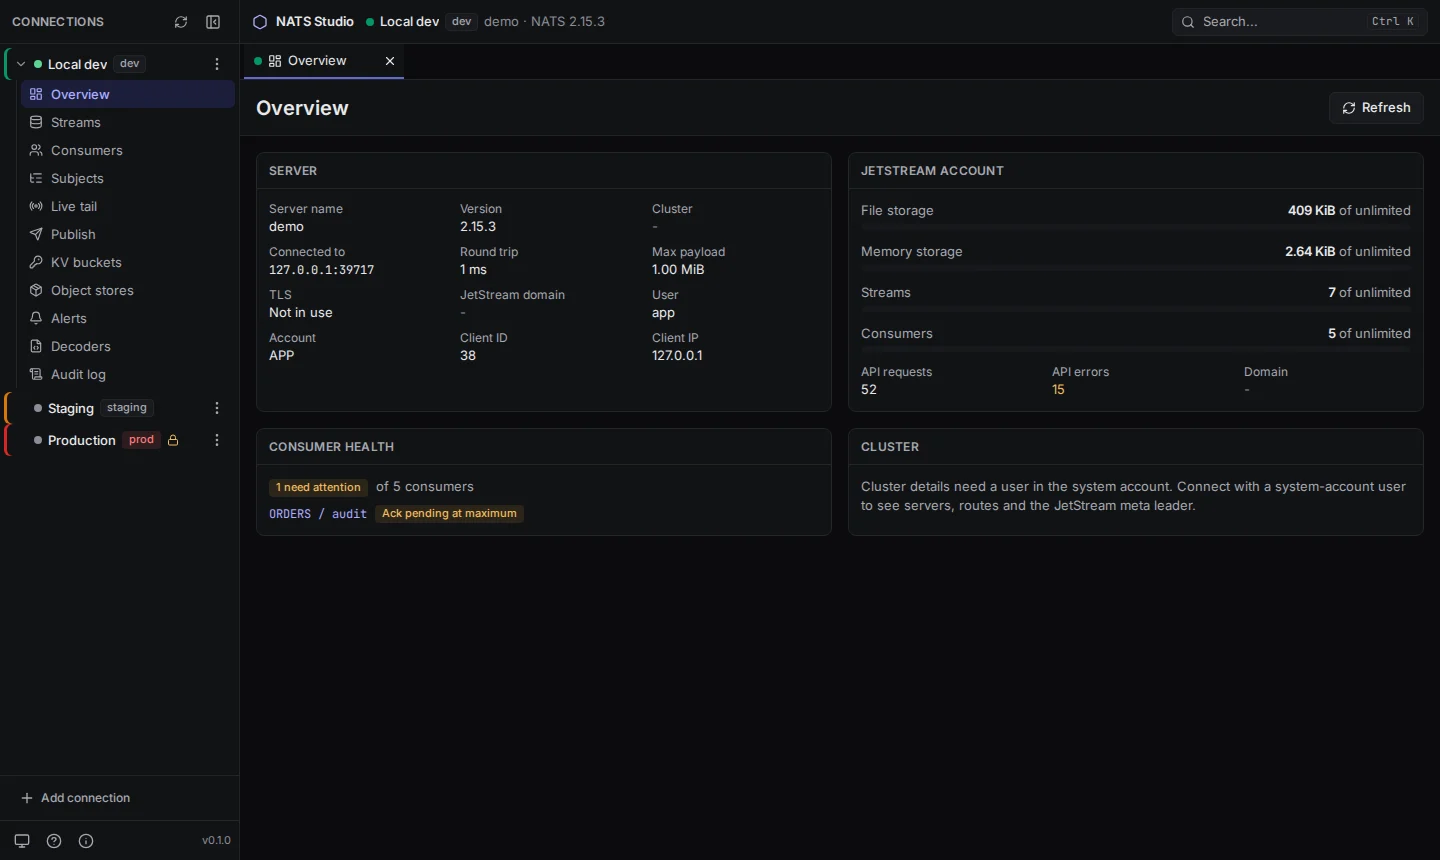 CONNECTIONS
Local dev dev
Overview
Streams
Consumers
Subjects
Live tail
Publish
KV buckets
Object stores
Alerts
Decoders
Audit log
Staging staging
Production prod
Add connection
v0.1.0
NATS Studio Local dev dev demo · NATS 2.15.3
Search... Ctrl K
Overview
Overview
Refresh
SERVER
Server name Version Cluster
demo 2.15.3 -
Connected to Round trip Max payload
127.0.0.1:39717 1 ms 1.00 MiB
TLS JetStream domain User
Not in use - app
Account Client ID Client IP
APP 38 127.0.0.1
JETSTREAM ACCOUNT
File storage 409 KiB of unlimited
Memory storage 2.64 KiB of unlimited
Streams 7 of unlimited
Consumers 5 of unlimited
API requests API errors Domain
52 15 -
CONSUMER HEALTH
1 need attention of 5 consumers
ORDERS / audit Ack pending at maximum
CLUSTER
Cluster details need a user in the system account. Connect with a system-account user
to see servers, routes and the JetStream meta leader.